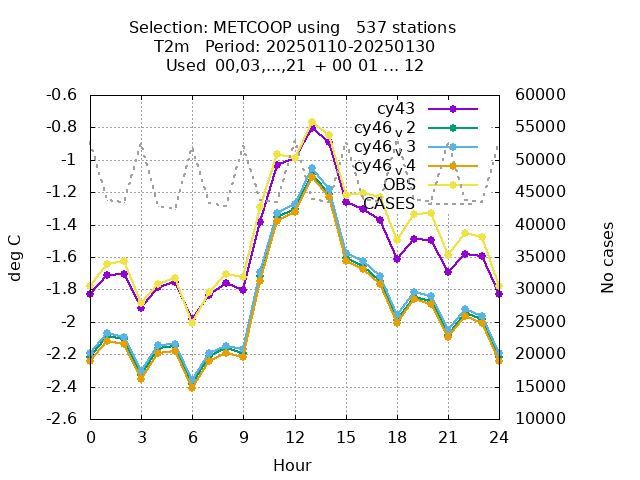 Selection: METCOOP using   537 stations
T2m   Period: 20250110-20250130
Used  00,03,...,21  + 00 01 ... 12
-0.6
-0.8
-1
-1.2
-1.4
-1.6
-1.8
-2
-2.2
-2.4
-2.6
60000
55000
50000
45000
40000
35000
30000
25000
20000
15000
10000
cy43
cy46v2
cy46v3
cy46v4
OBS
CASES
deg C
No cases
0 3 6 9 12 15 18 21 24
Hour